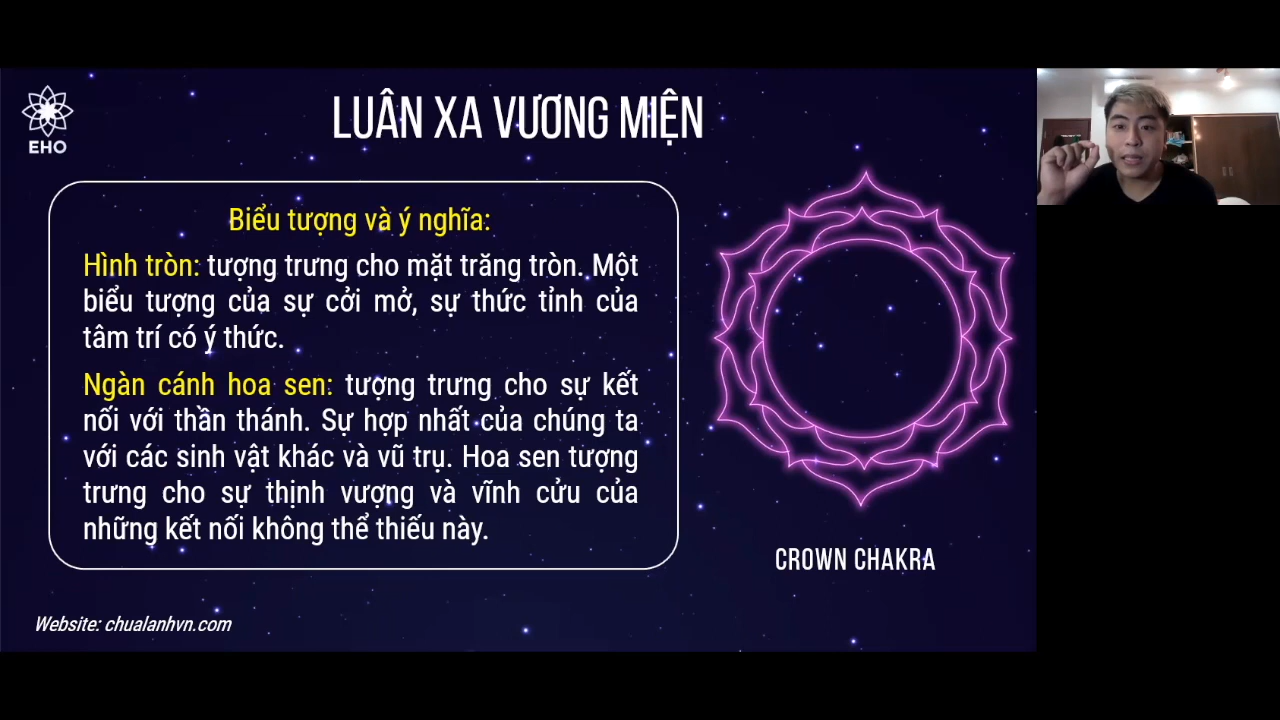 EHO
LUÂN XA VƯƠNG MIỆN
Biểu tượng và ý nghĩa:
Hình tròn: tượng trưng cho mặt trăng tròn. Một
biểu tượng của sự cởi mở, sự thức tỉnh của
tâm trí có ý thức.
Ngàn cánh hoa sen: tượng trưng cho sự kết
nối với thần thánh. Sự hợp nhất của chúng ta
với các sinh vật khác và vũ trụ. Hoa sen tượng
trưng cho sự thịnh vượng và vĩnh cửu của
những kết nối không thể thiếu này.
CROWN CHAKRA
Website: chualanhvn.com